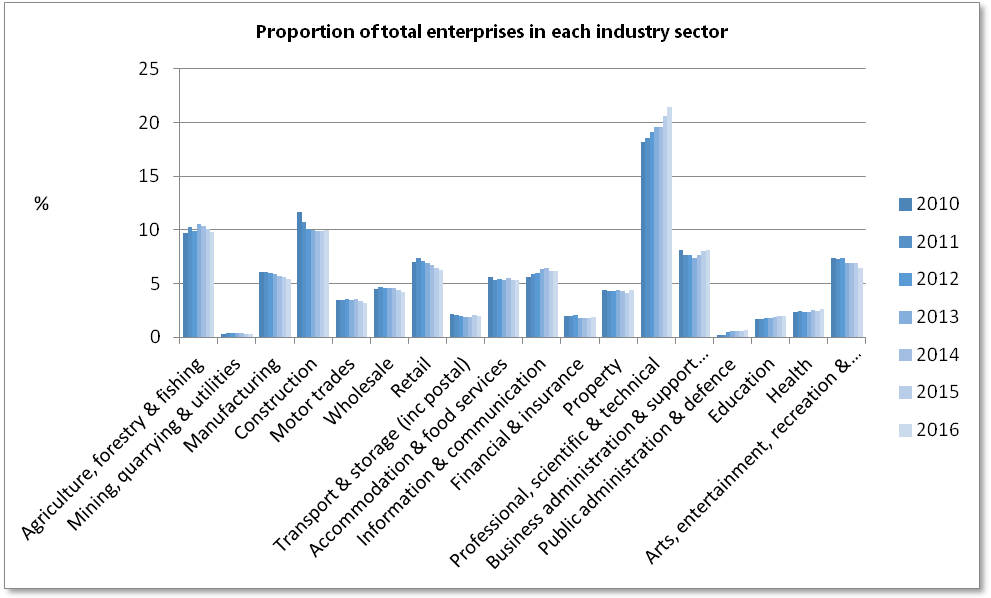 Proportion of total enterprises in each industry sector
25
20
15
10
5
0
%
Agriculture, forestry & fishing
Mining, quarrying & utilities
Manufacturing
Construction
Motor trades
Wholesale
Retail
Transport & storage (inc postal)
Accommodation & food services
Information & communication
Financial & insurance
Property
Professional, scientific & technical
Business administration & support...
Public administration & defence
Education
Health
Arts, entertainment, recreation &...
2010
2011
2012
2013
2014
2015
2016